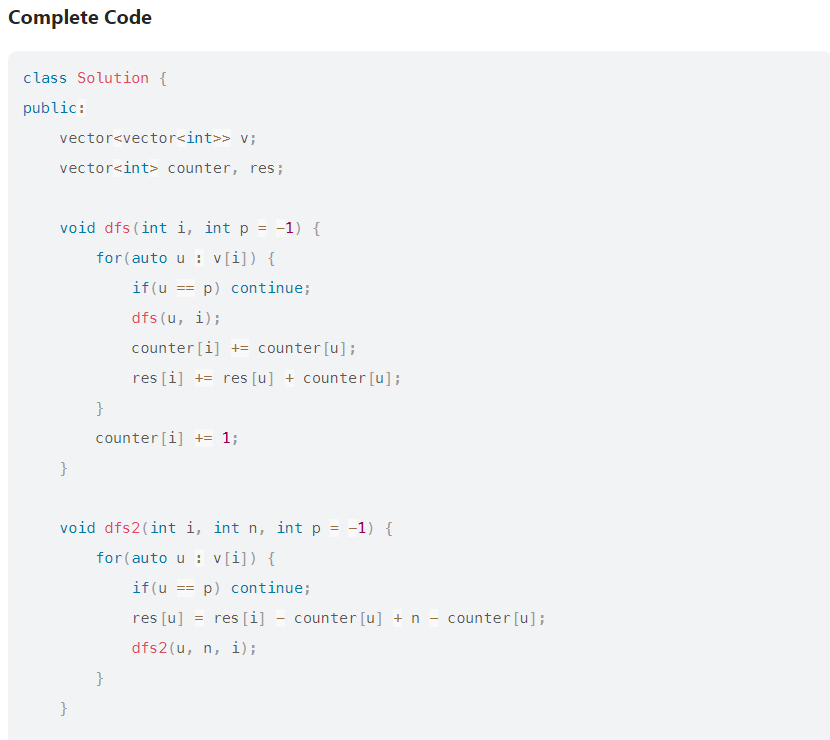 Complete Code
class Solution {
public:
    vector<vector<int>> v;
    vector<int> counter, res;

    void dfs(int i, int p = -1) {
        for(auto u : v[i]) {
            if(u == p) continue;
            dfs(u, i);
            counter[i] += counter[u];
            res[i] += res[u] + counter[u];
        }
        counter[i] += 1;
    }

    void dfs2(int i, int n, int p = -1) {
        for(auto u : v[i]) {
            if(u == p) continue;
            res[u] = res[i] - counter[u] + n - counter[u];
            dfs2(u, n, i);
        }
    }